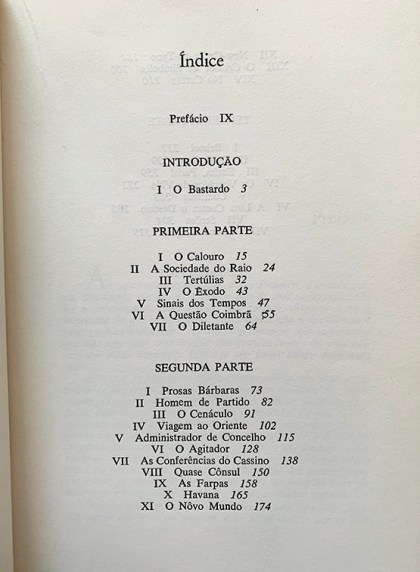 Índice
Prefácio IX
INTRODUÇÃO
I O Bastardo 3
PRIMEIRA PARTE
I O Calouro 15
II A Sociedade do Raio 24
III Tertúlias 32
IV O Êxodo 43
V Sinais dos Tempos 47
VI A Questão Coimbrã 55
VII O Diletante 64
SEGUNDA PARTE
I Prosas Bárbaras 73
II Homem de Partido 82
III O Cenáculo 91
IV Viagem ao Oriente 102
V Administrador de Concelho 115
VI O Agitador 128
VII As Conferências do Cassino 138
VIII Quase Cônsul 150
IX As Farpas 158
X Havana 165
XI O Nôvo Mundo 174